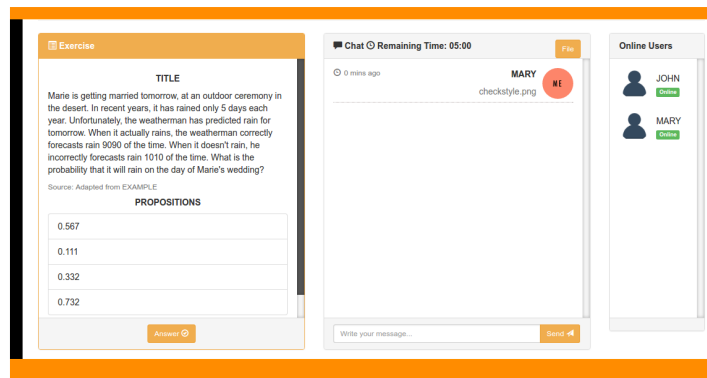 Exercise
TITLE
Marie is getting married tomorrow, at an outdoor ceremony in
the desert. In recent years, it has rained only 5 days each
year. Unfortunately, the weatherman has predicted rain for
tomorrow. When it actually rains, the weatherman correctly
forecasts rain 9090 of the time. When it doesn't rain, he
incorrectly forecasts rain 1010 of the time. What is the
probability that it will rain on the day of Marie's wedding?
Source: Adapted from EXAMPLE
PROPOSITIONS
0.567
0.111
0.332
0.732
Answer
Chat Remaining Time: 05:00
File
0 mins ago
MARY
ME
checkstyle.png
Write your message...
Send
Online Users
JOHN
Online
MARY
Online